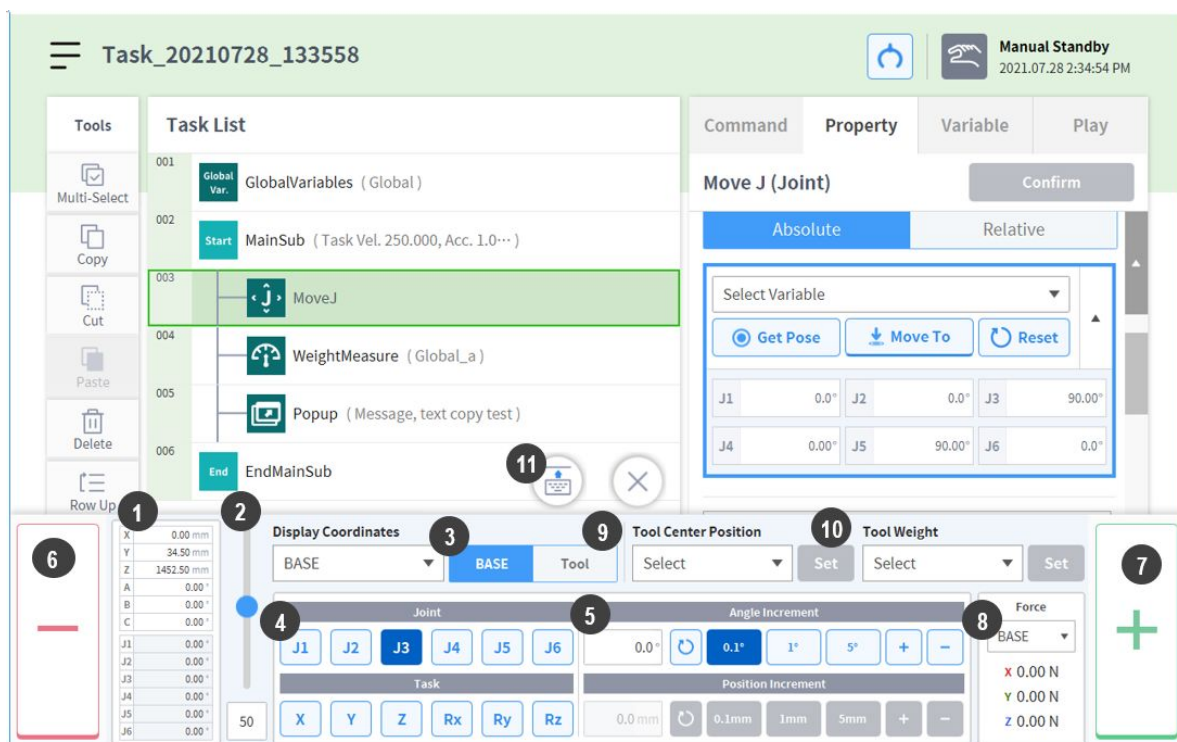 Task_20210728_133558
Manual Standby
2021.07.28 2:34:54 PM
Tools
Task List
Command Property Variable Play
Multi-Select
001 Global Var. GlobalVariables ( Global )
Move J (Joint) Confirm
Copy
002 Start MainSub ( Task Vel. 250.000, Acc. 1.0··· )
Absolute Relative
Cut
003 J MoveJ
Select Variable
Paste
004 WeightMeasure ( Global_a )
Get Pose Move To Reset
Delete
005 Popup ( Message, text copy test )
J1 0.0° J2 0.0° J3 90.00°
J4 0.00° J5 90.00° J6 0.0°
Row Up
006 End EndMainSub
11
6
1
X 0.00 mm
Y 34.50 mm
Z 1452.50 mm
A 0.00 °
B 0.00 °
C 0.00 °
J1 0.00 °
J2 0.00 °
J3 0.00 °
J4 0.00 °
J5 0.00 °
J6 0.00 °
2
50
Display Coordinates
BASE
3
BASE Tool
9
Tool Center Position
Select
10
Set
Tool Weight
Select Set
4
Joint
J1 J2 J3 J4 J5 J6
Task
X Y Z Rx Ry Rz
5
Angle Increment
0.0 ° 0.1° 1° 5° + −
Position Increment
0.0 mm 0.1mm 1mm 5mm + −
8
Force
BASE
X 0.00 N
Y 0.00 N
Z 0.00 N
7